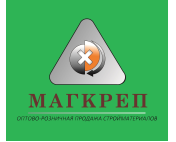 МАГКРЕП
ОПТОВО-РОЗНИЧНАЯ ПРОДАЖА СТРОЙМАТЕРИАЛОВ